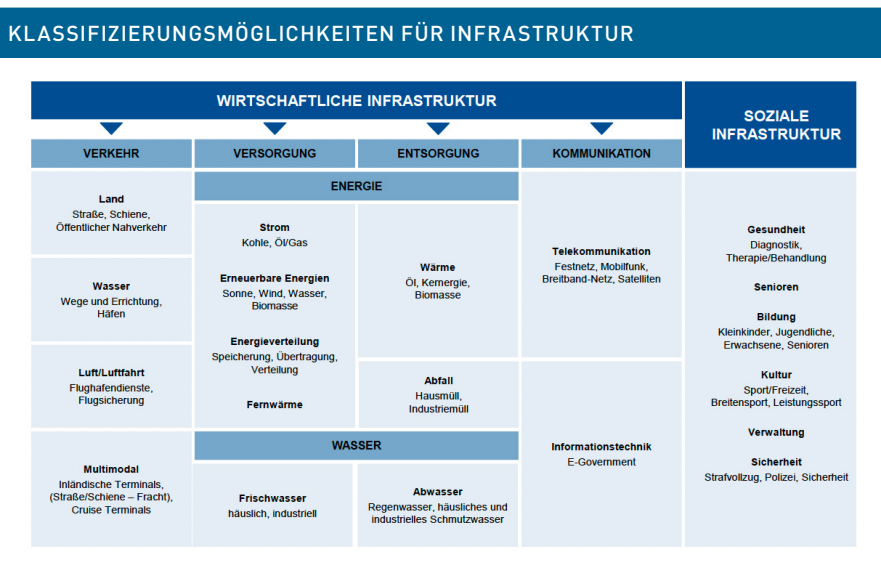 KLASSIFIZIERUNGSMÖGLICHKEITEN FÜR INFRASTRUKTUR
WIRTSCHAFTLICHE INFRASTRUKTUR
SOZIALE
INFRASTRUKTUR
VERKEHR
VERSORGUNG
ENTSORGUNG
KOMMUNIKATION
Land
Straße, Schiene,
Öffentlicher Nahverkehr
Wasser
Wege und Errichtung,
Häfen
Luft/Luftfahrt
Flughafendienste,
Flugsicherung
Multimodal
Inländische Terminals,
(Straße/Schiene – Fracht),
Cruise Terminals
ENERGIE
Strom
Kohle, Öl/Gas
Erneuerbare Energien
Sonne, Wind, Wasser,
Biomasse
Energieverteilung
Speicherung, Übertragung,
Verteilung
Fernwärme
Wärme
Öl, Kernergie,
Biomasse
Abfall
Hausmüll,
Industriemüll
WASSER
Frischwasser
häuslich, industriell
Abwasser
Regenwasser, häusliches und
industrielles Schmutzwasser
Telekommunikation
Festnetz, Mobilfunk,
Breitband-Netz, Satelliten
Informationstechnik
E-Government
Gesundheit
Diagnostik,
Therapie/Behandlung
Senioren
Bildung
Kleinkinder, Jugendliche,
Erwachsene, Senioren
Kultur
Sport/Freizeit,
Breitensport, Leistungssport
Verwaltung
Sicherheit
Strafvollzug, Polizei, Sicherheit